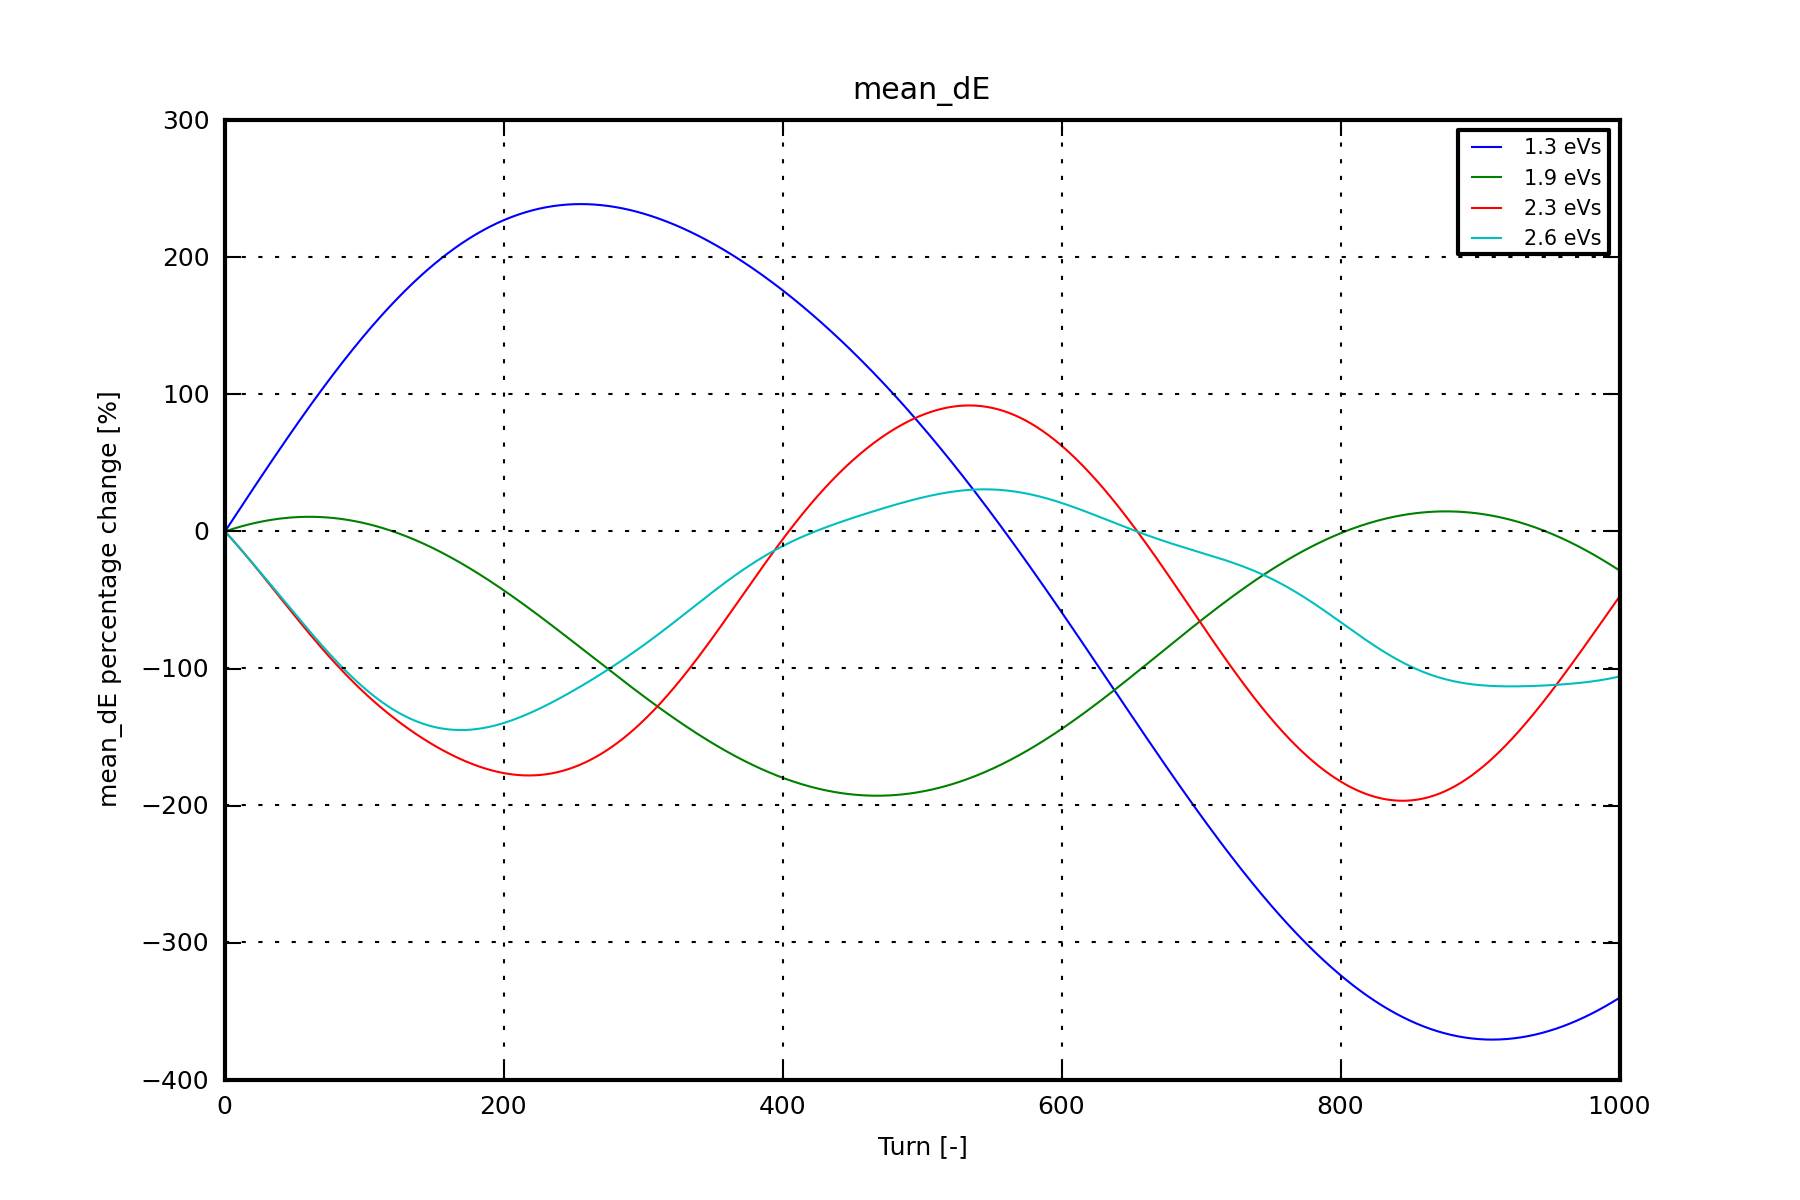 mean_dE
300
200
100
0
−100
−200
−300
−400
mean_dE percentage change [%]
1.3 eVs
1.9 eVs
2.3 eVs
2.6 eVs
0 200 400 600 800 1000
Turn [-]